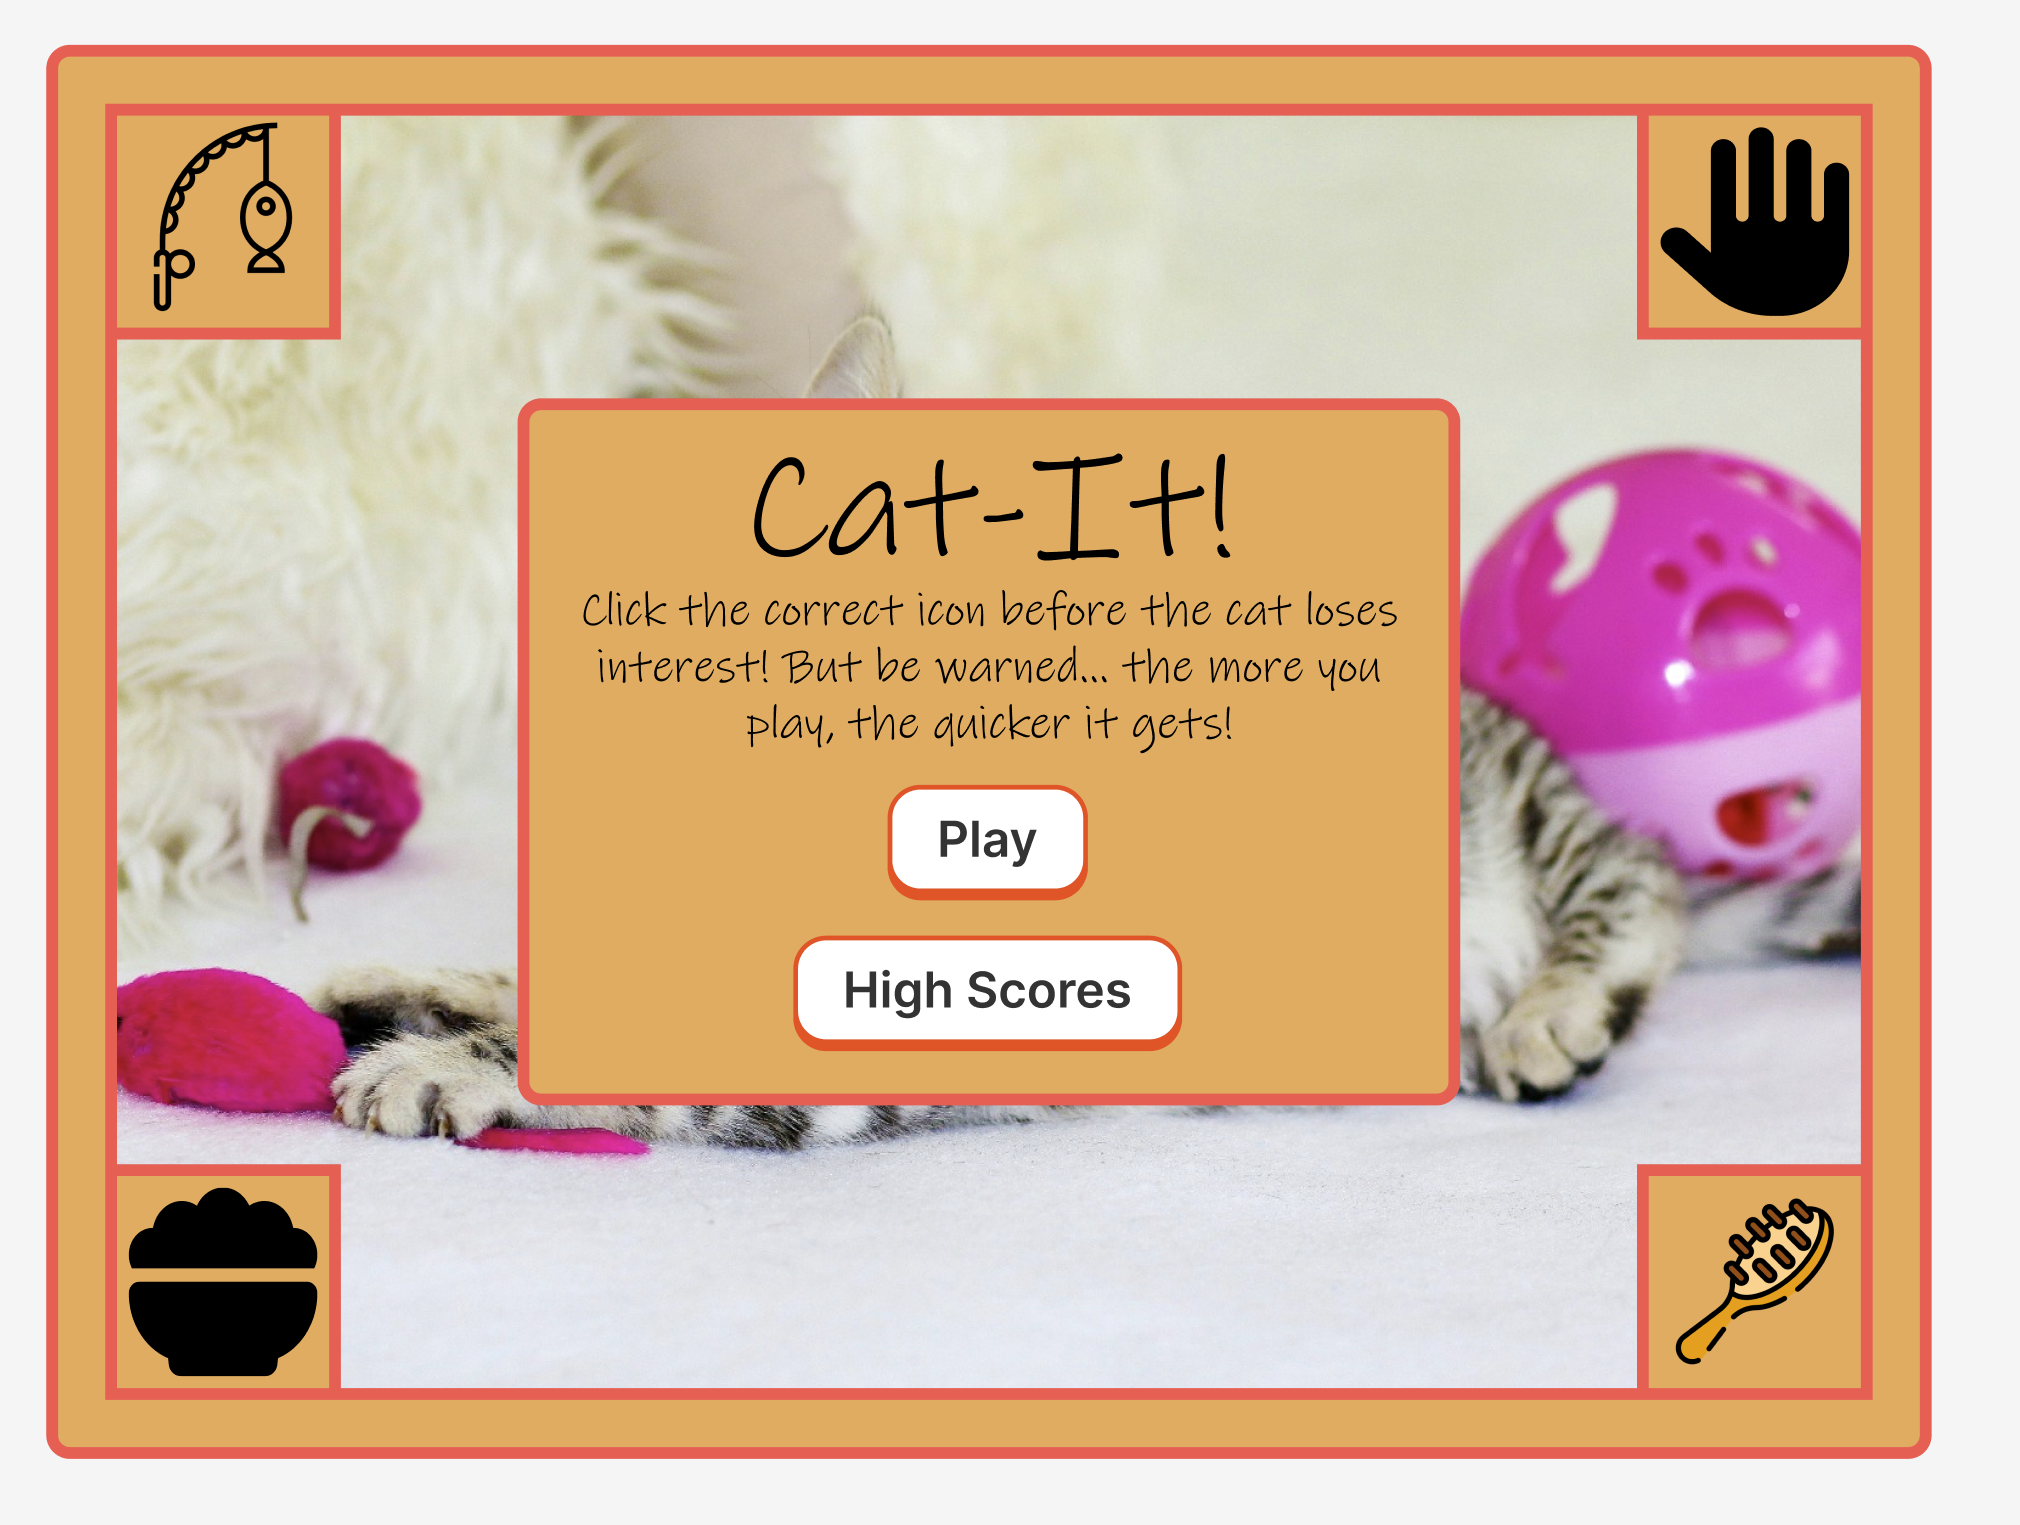 Cat-It!
Click the correct icon before the cat loses
interest! But be warned... the more you
play, the quicker it gets!
Play
High Scores